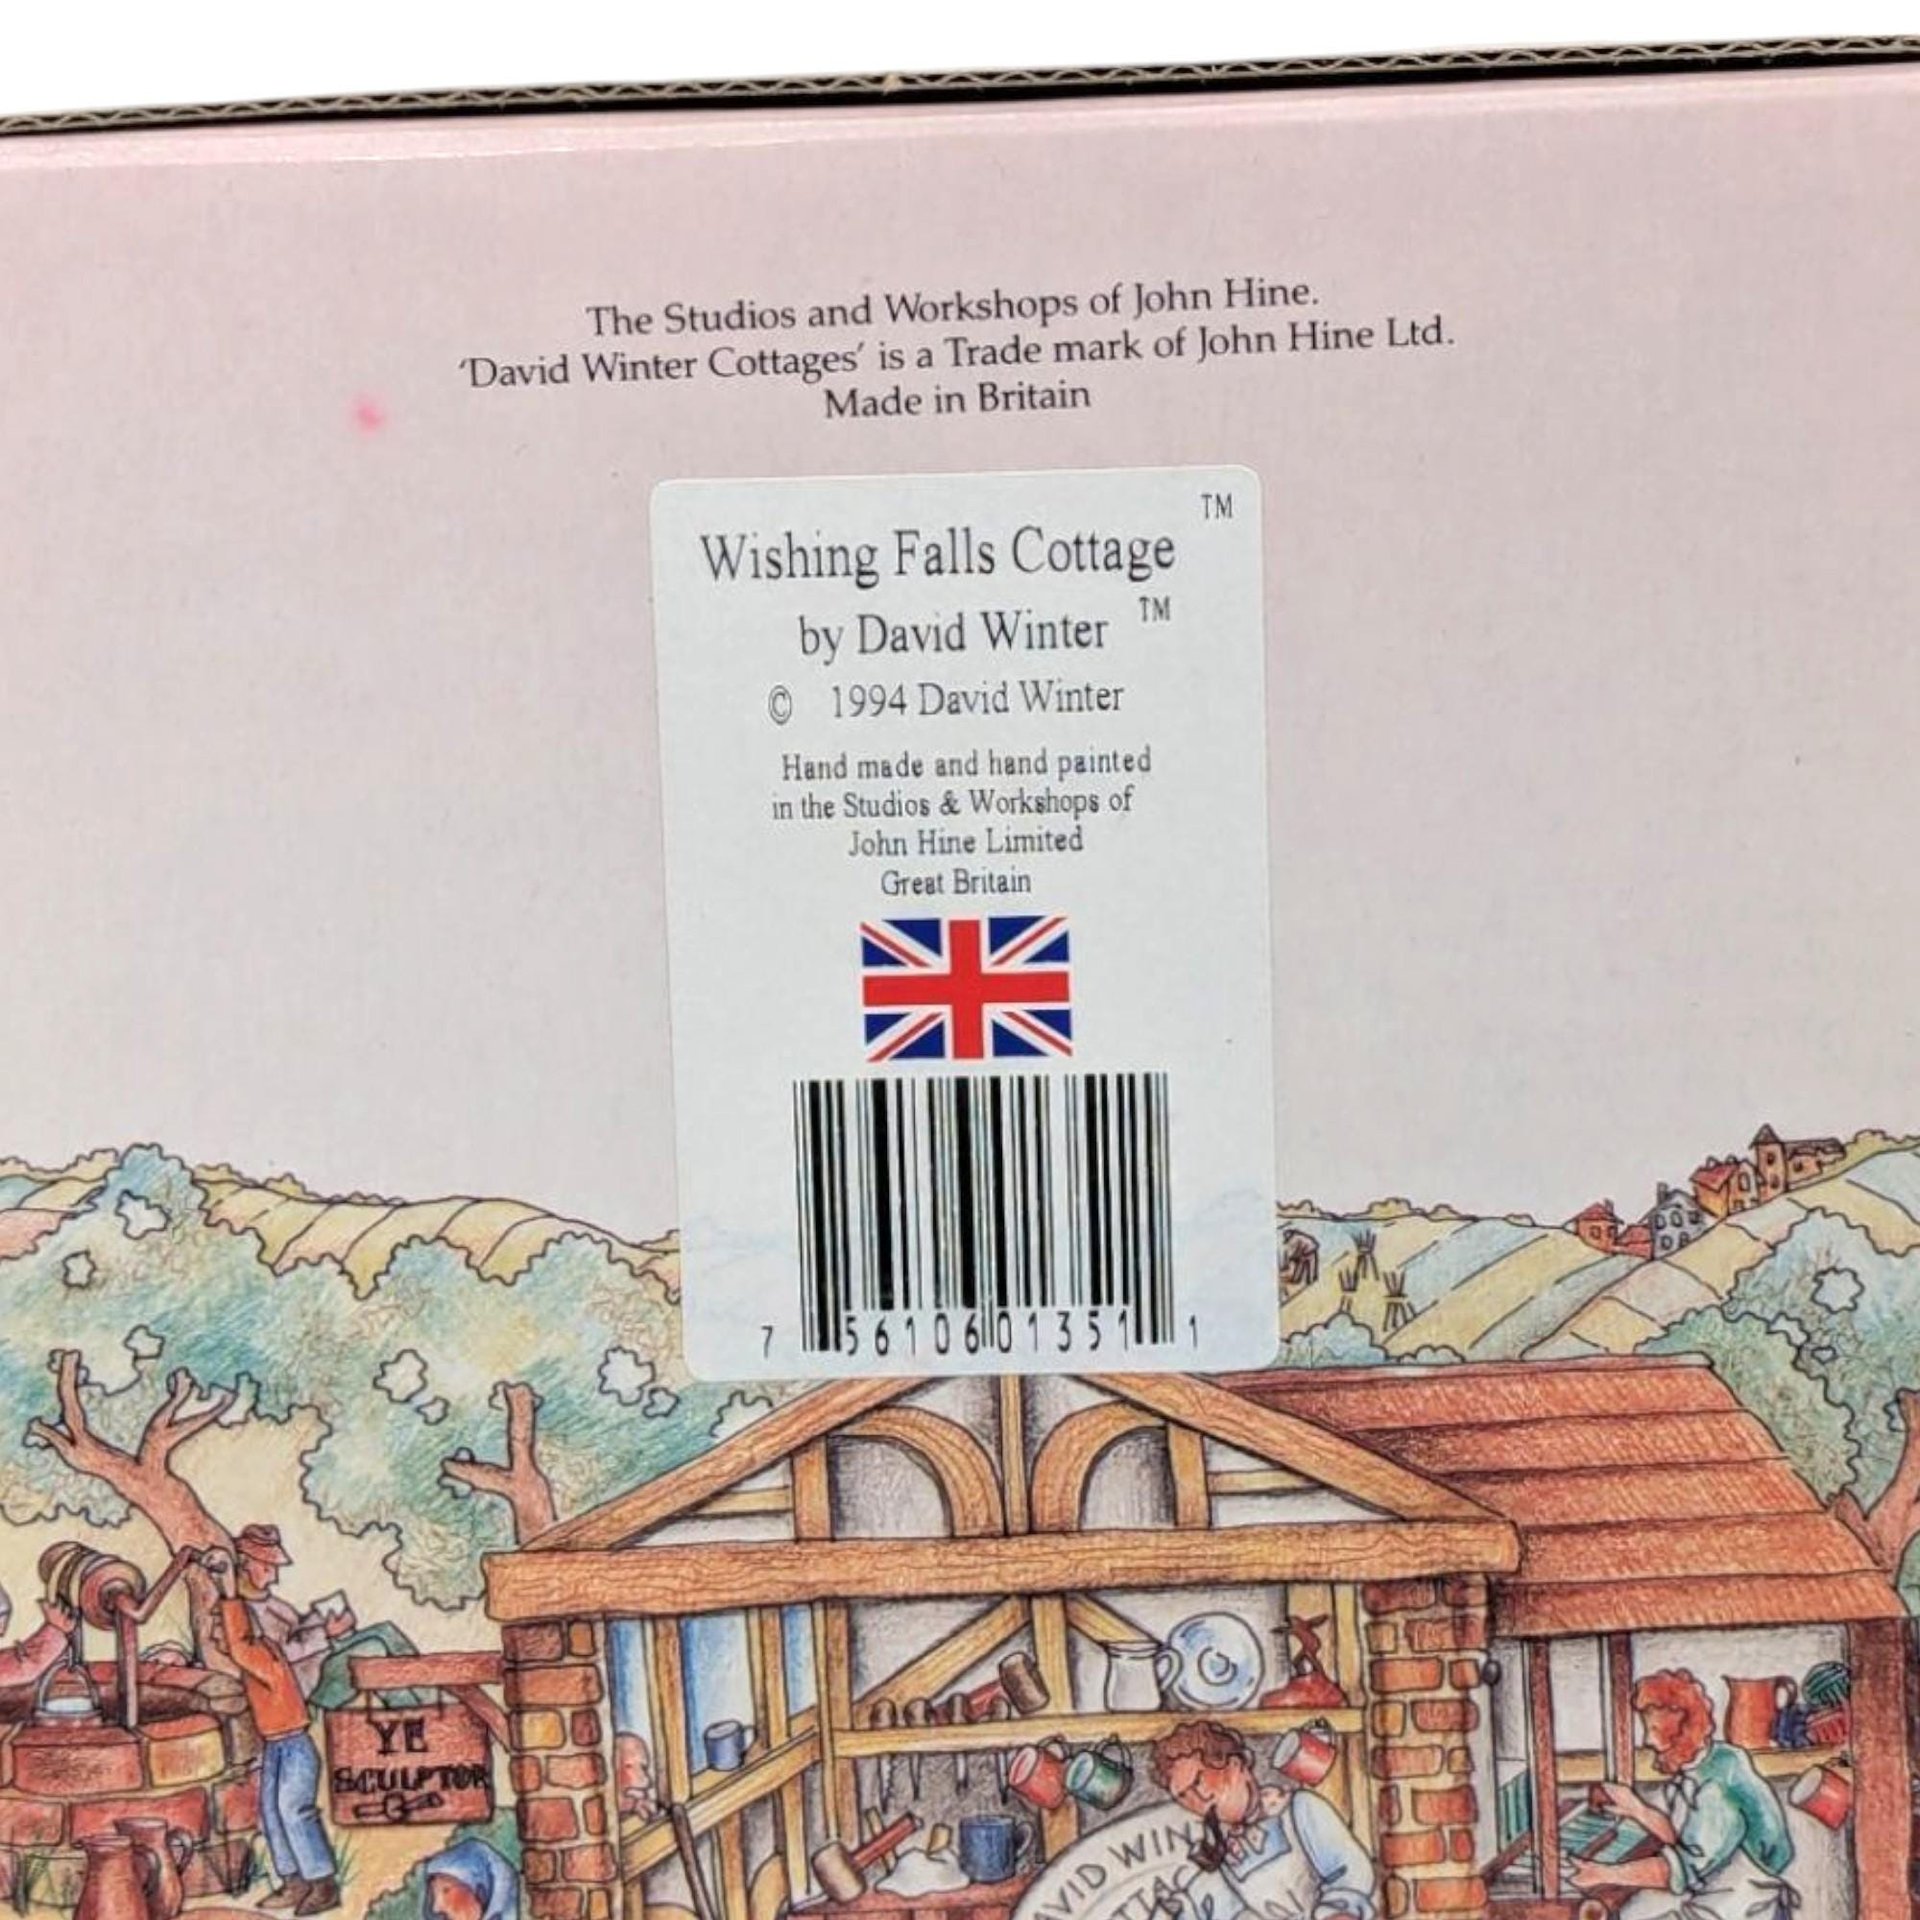 The Studios and Workshops of John Hine.
'David Winter Cottages' is a Trade mark of John Hine Ltd.
Made in Britain
Wishing Falls Cottage ™
by David Winter ™
© 1994 David Winter
Hand made and hand painted
in the Studios & Workshops of
John Hine Limited
Great Britain
7 56106 01351 1
YE
SCULPTOR